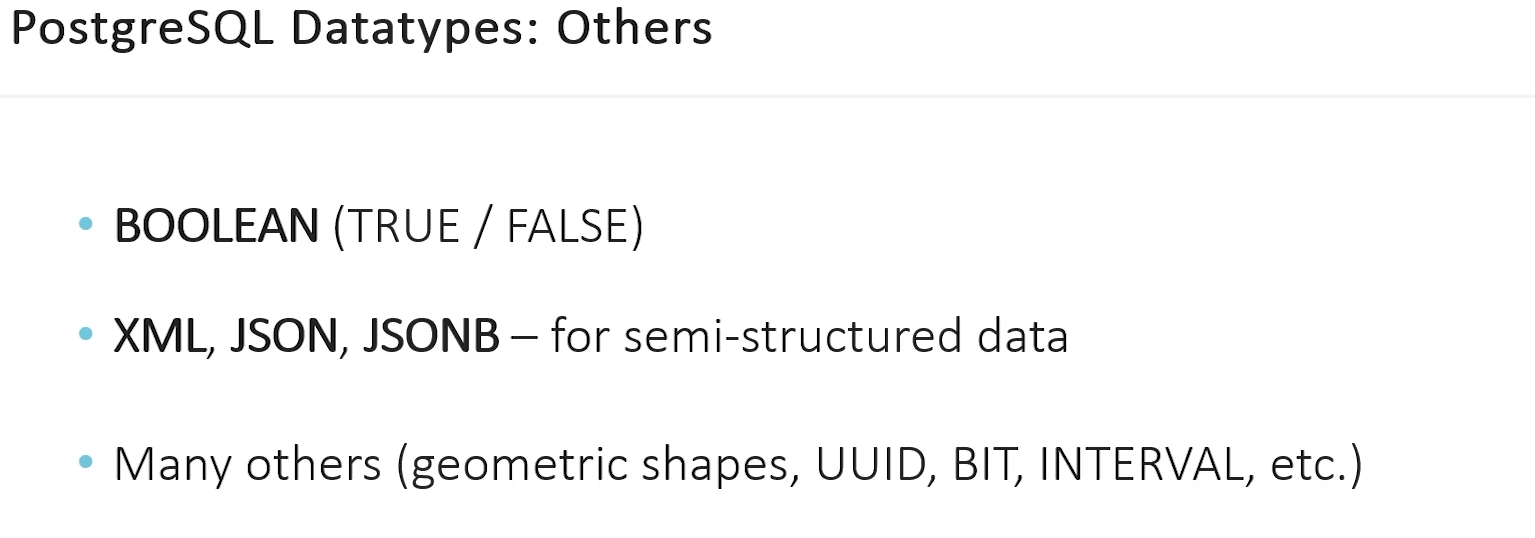 PostgreSQL Datatypes: Others
• BOOLEAN (TRUE / FALSE)
• XML, JSON, JSONB – for semi-structured data
• Many others (geometric shapes, UUID, BIT, INTERVAL, etc.)